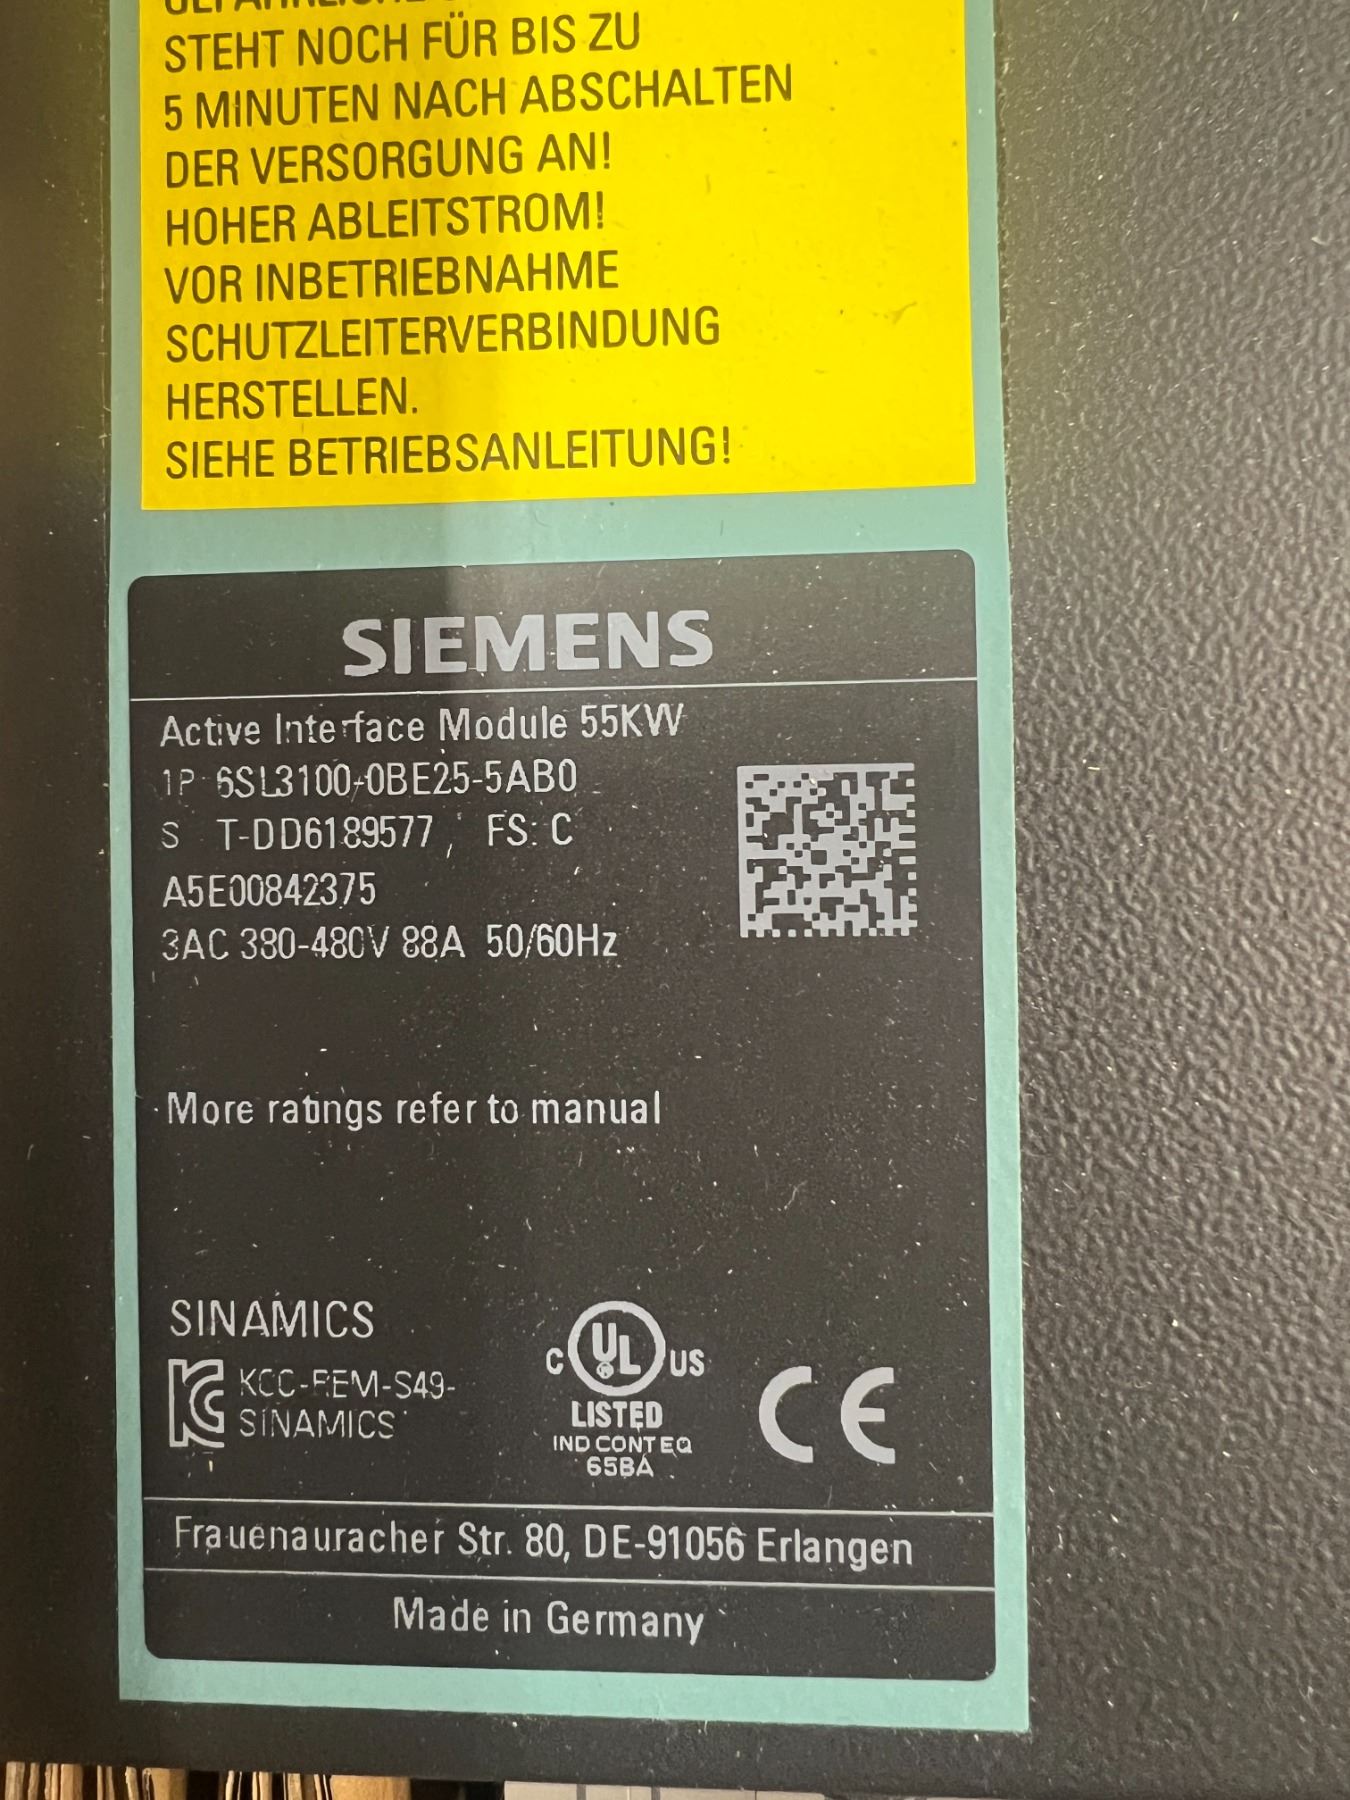 STEHT NOCH FÜR BIS ZU
5 MINUTEN NACH ABSCHALTEN
DER VERSORGUNG AN!
HOHER ABLEITSTROM!
VOR INBETRIEBNAHME
SCHUTZLEITERVERBINDUNG
HERSTELLEN.
SIEHE BETRIEBSANLEITUNG!
SIEMENS
Active Interface Module 55KW
1P 6SL3100-0BE25-5AB0
S T-DD6189577 FS: C
A5E00842375
3AC 380-480V 88A 50/60Hz
More ratings refer to manual
SINAMICS
KCC-REM-S49-
SINAMICS
C UL US
LISTED
IND CONT EQ
65BA
CE
Frauenauracher Str. 80, DE-91056 Erlangen
Made in Germany